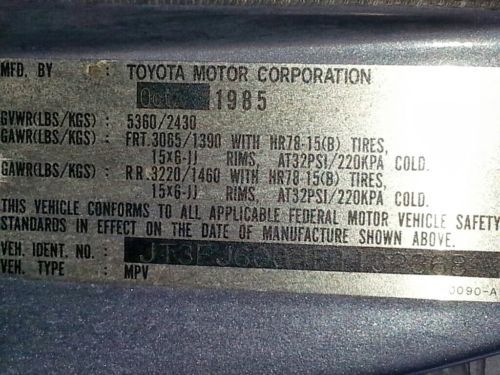 MFD. BY : TOYOTA MOTOR CORPORATION
Oct. 1985
GVWR(LBS/KGS) : 5360/2430
GAWR(LBS/KGS) : FRT.3065/1390 WITH HR78-15(B) TIRES,
15x6-JJ RIMS, AT32PSI/220KPA COLD.
GAWR(LBS/KGS) : RR.3220/1460 WITH HR78-15(B) TIRES,
15x6-JJ RIMS, AT32PSI/220KPA COLD.
THIS VEHICLE CONFORMS TO ALL APPLICABLE FEDERAL MOTOR VEHICLE SAFETY
STANDARDS IN EFFECT ON THE DATE OF MANUFACTURE SHOWN ABOVE.
VEH. IDENT. NO. :
VEH. TYPE : MPV
J090-A